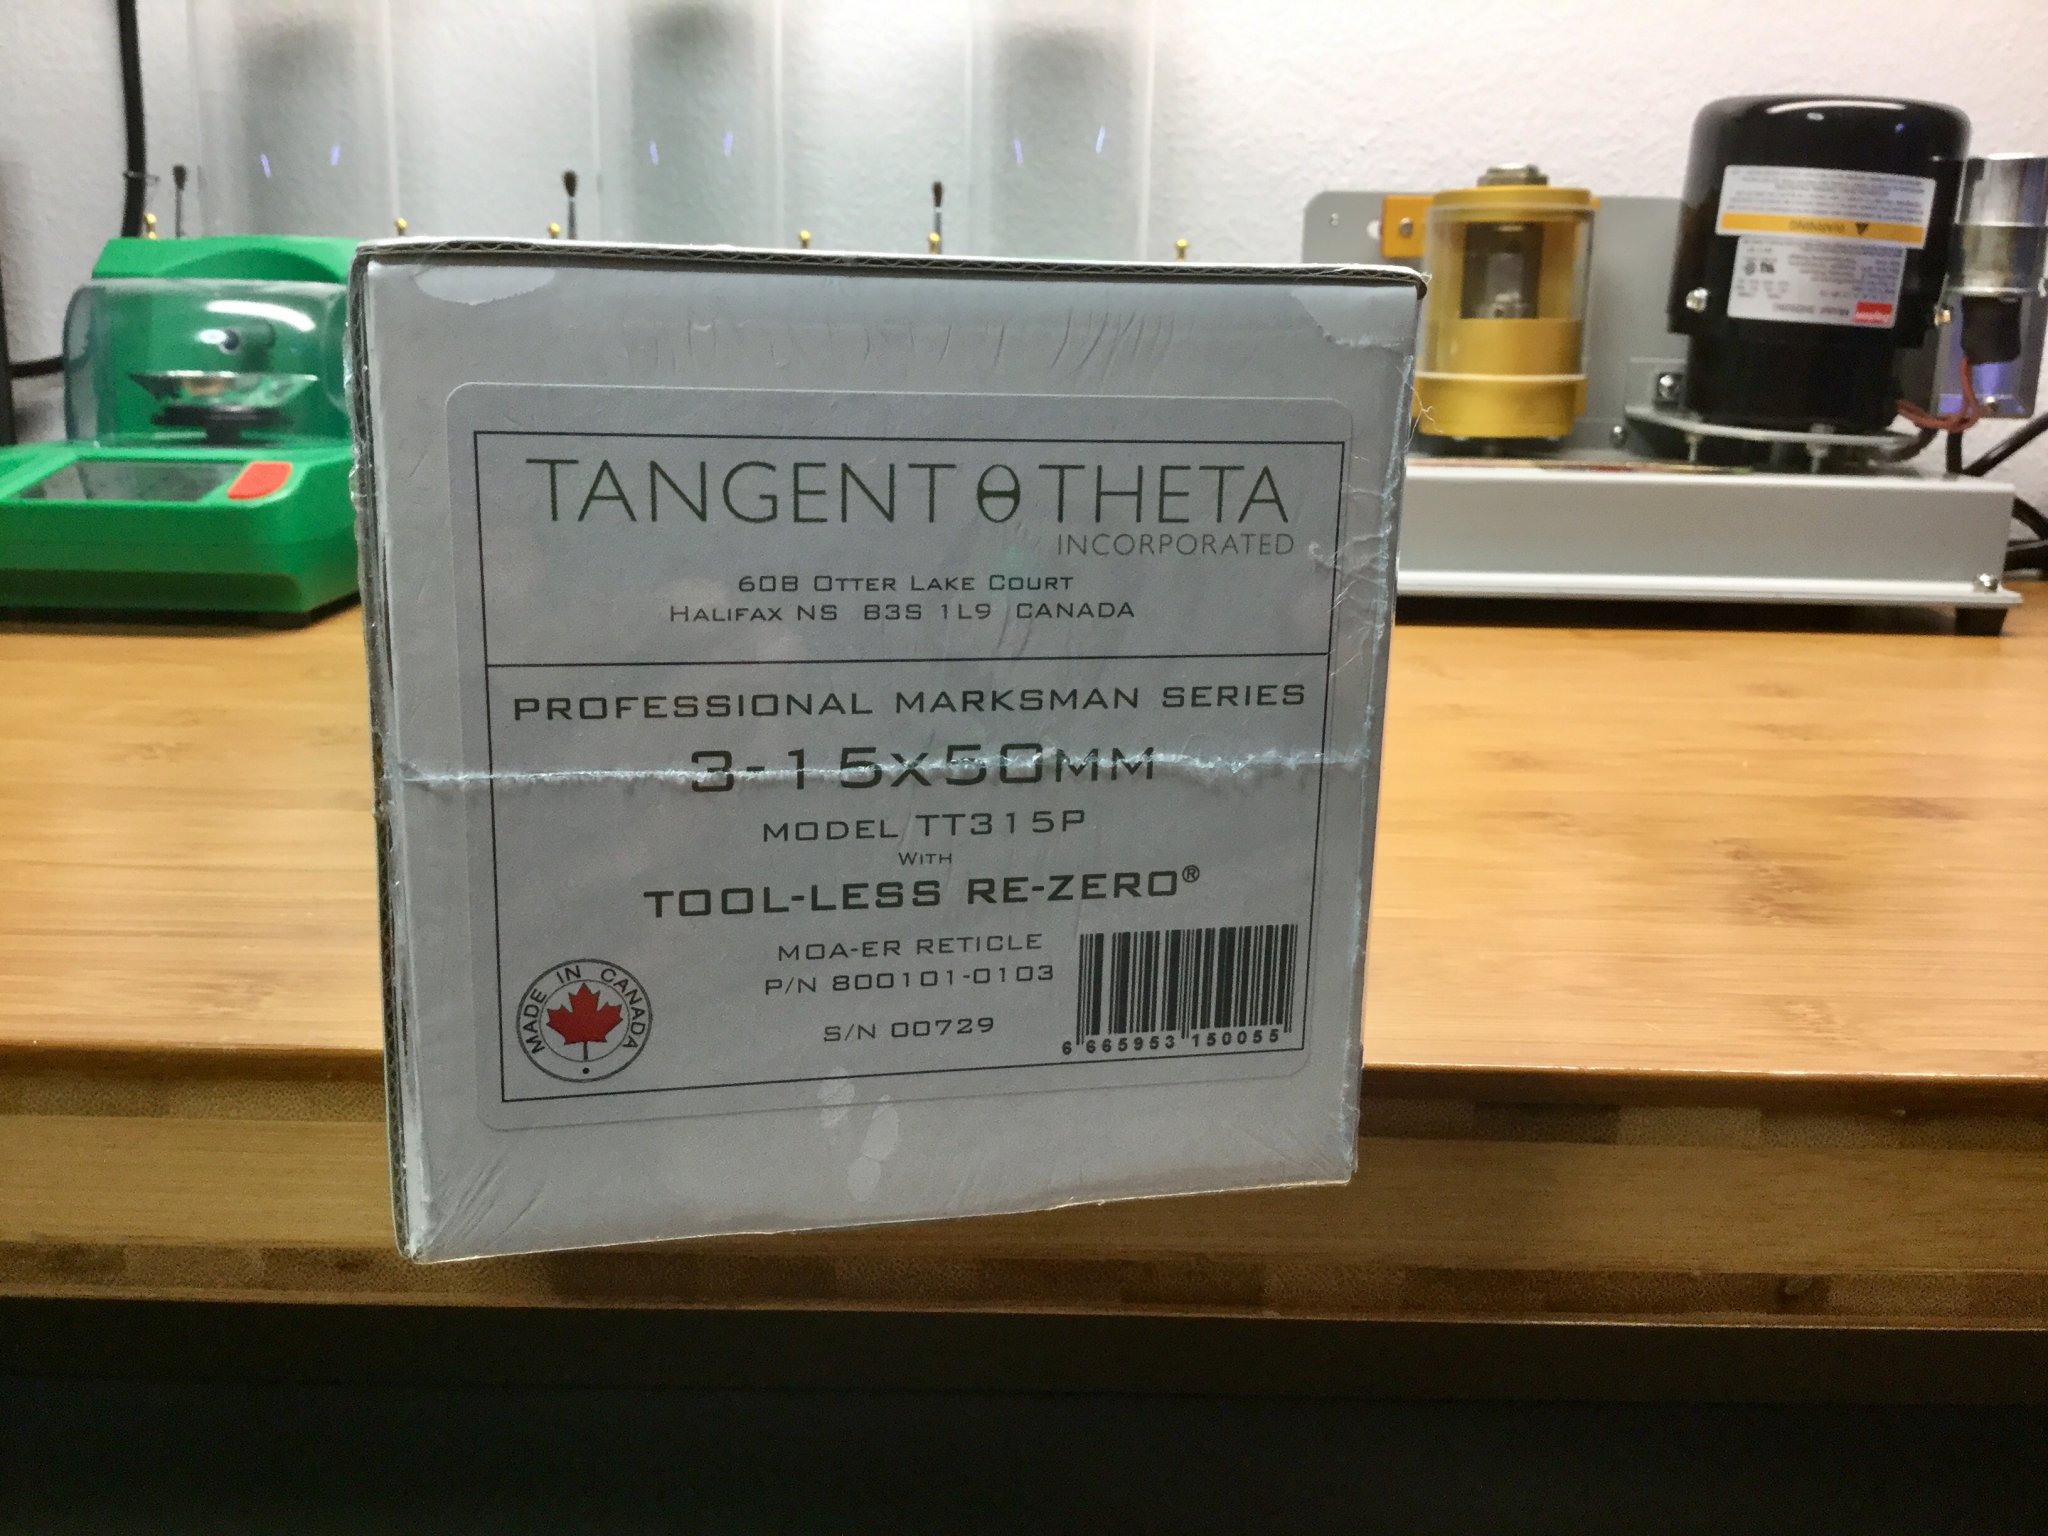 TANGENT θ THETA
INCORPORATED
60B OTTER LAKE COURT
HALIFAX NS B3S 1L9 CANADA
PROFESSIONAL MARKSMAN SERIES
3-15x50MM
MODEL TT315P
WITH
TOOL-LESS RE-ZERO®
MOA-ER RETICLE
P/N 800101-0103
S/N 00729
MADE IN CANADA
6 665953 150055
WARNING